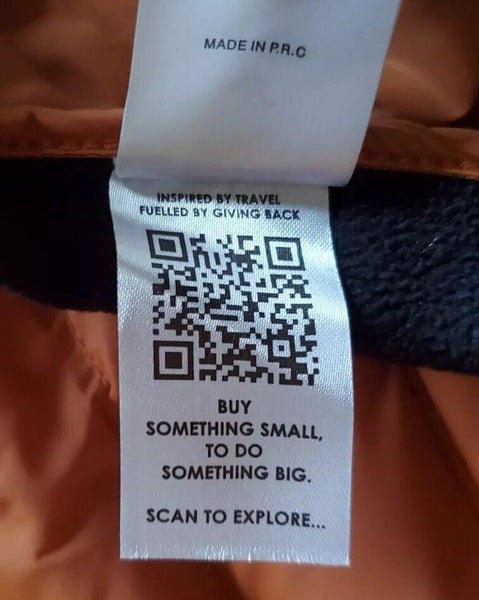 MADE IN P.R.C
INSPIRED BY TRAVEL
FUELLED BY GIVING BACK
BUY
SOMETHING SMALL,
TO DO
SOMETHING BIG.
SCAN TO EXPLORE...